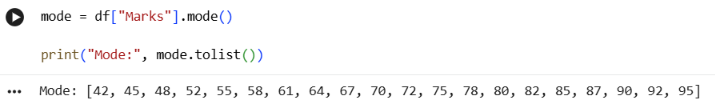 mode = df["Marks"].mode()
print("Mode:", mode.tolist())
Mode: [42, 45, 48, 52, 55, 58, 61, 64, 67, 70, 72, 75, 78, 80, 82, 85, 87, 90, 92, 95]